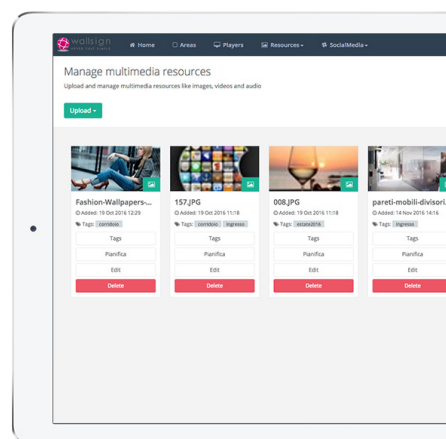 wallsign
Home Areas Players Resources SocialMedia
Manage multimedia resources
Upload and manage multimedia resources like images, videos and audio
Upload
Fashion-Wallpapers-...
Added: 19 Oct 2016 12:29
Tags: corridoio
Tags
Pianifica
Edit
Delete
157.JPG
Added: 19 Oct 2016 11:18
Tags: corridoio ingresso
Tags
Pianifica
Edit
Delete
008.JPG
Added: 19 Oct 2016 11:18
Tags: estate2016
Tags
Pianifica
Edit
Delete
pareti-mobili-divisori.
Added: 14 Nov 2016 14:16
Tags: ingresso
Tags
Pianifica
Edit
Delete